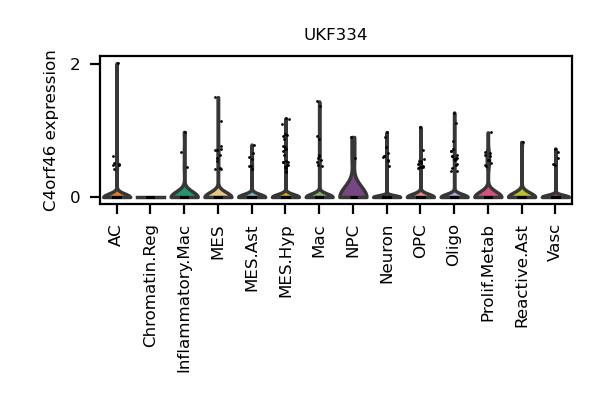 UKF334
C4orf46 expression
2
0
AC
Chromatin.Reg
Inflammatory.Mac
MES
MES.Ast
MES.Hyp
Mac
NPC
Neuron
OPC
Oligo
Prolif.Metab
Reactive.Ast
Vasc